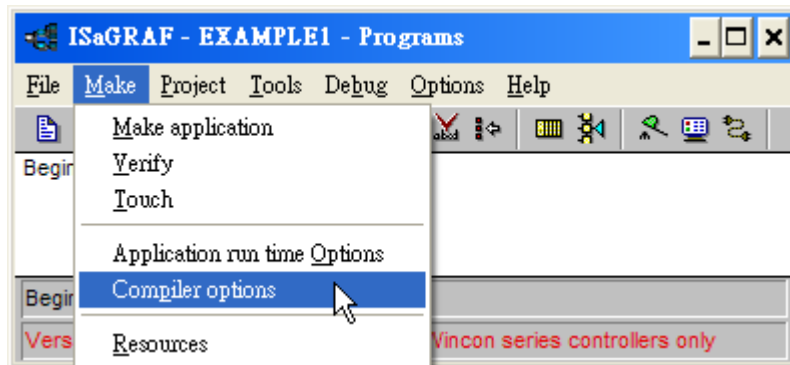 ISaGRAF - EXAMPLE1 - Programs
File Make Project Tools Debug Options Help
Make application
Begin
Verify
Touch
Application run time Options
Compiler options
Begin
Vers
Wincon series controllers only
Resources